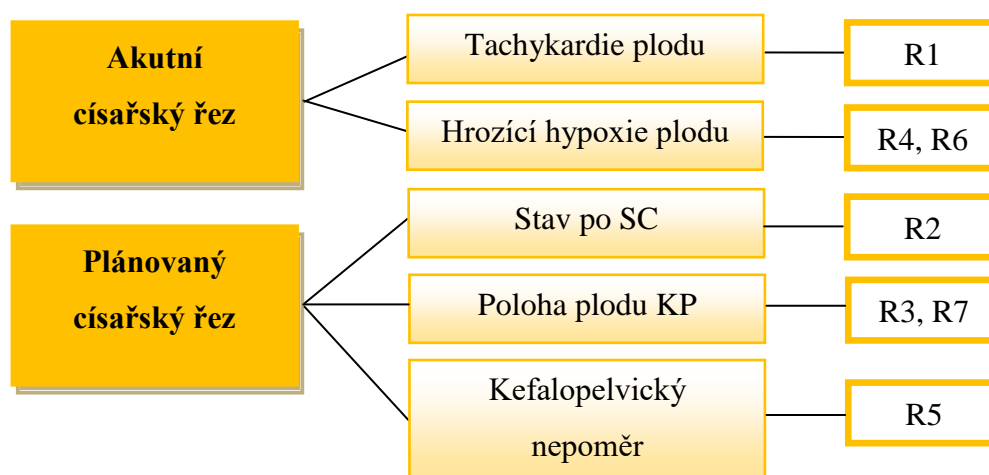 Akutní
císařský řez
Tachykardie plodu
R1
Hrozící hypoxie plodu
R4, R6
Plánovaný
císařský řez
Stav po SC
R2
Poloha plodu KP
R3, R7
Kefalopelvický
nepoměr
R5